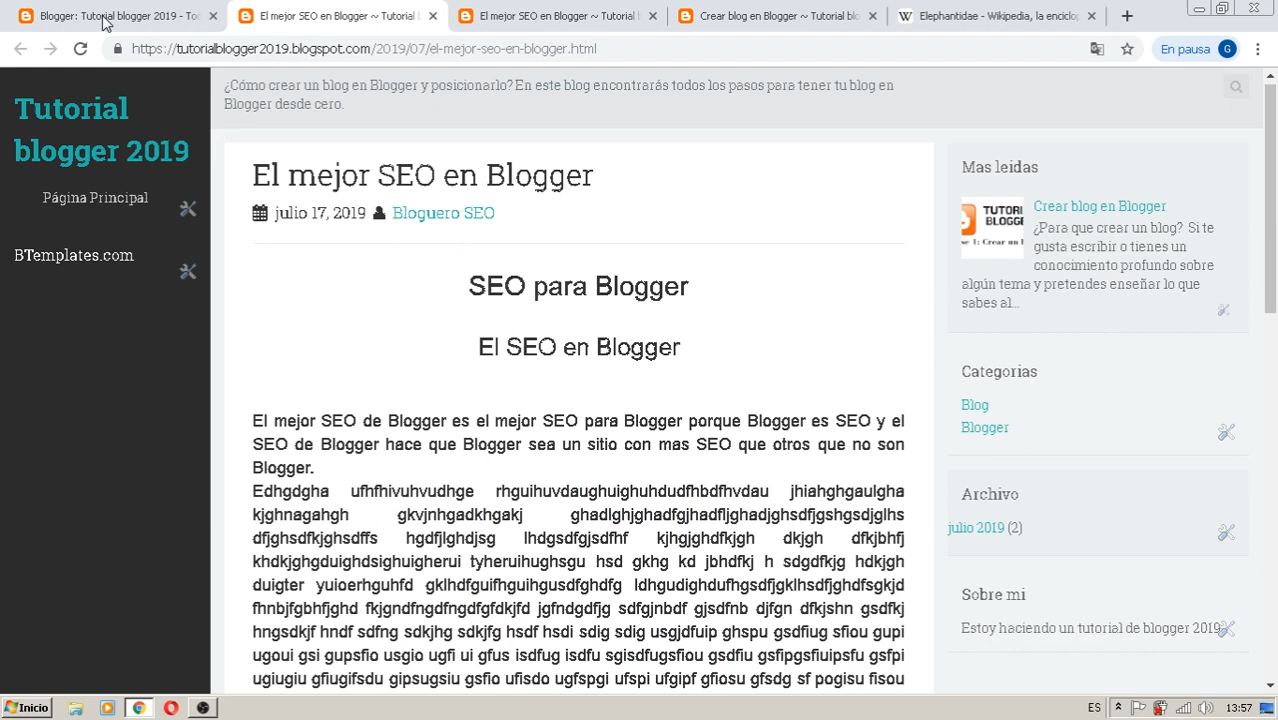 Blogger: Tutorial blogger 2019 - Tod
El mejor SEO en Blogger ~ Tutorial
El mejor SEO en Blogger ~ Tutorial b
Crear blog en Blogger ~ Tutorial blo
Elephantidae - Wikipedia, la enciclop
https://tutorialblogger2019.blogspot.com/2019/07/el-mejor-seo-en-blogger.html
En pausa G
Tutorial
blogger 2019
Página Principal
BTemplates.com
¿Cómo crear un blog en Blogger y posicionarlo? En este blog encontrarás todos los pasos para tener tu blog en
Blogger desde cero.
El mejor SEO en Blogger
julio 17, 2019 Bloguero SEO
SEO para Blogger
El SEO en Blogger
El mejor SEO de Blogger es el mejor SEO para Blogger porque Blogger es SEO y el
SEO de Blogger hace que Blogger sea un sitio con mas SEO que otros que no son
Blogger.
Edhgdgha ufhfhivuhvudhge rhguihuvdaughuighuhdudfhbdfhvdau jhiahghgaulgha
kjghnagahgh gkvjnhgadkhgakj ghadlghjghadfgjhadfljghadjghsdfjgshgsdjglhs
dfjghsdfkjghsdffs hgdfjlghdjsg lhdgsdfgjsdfhf kjhgjghdfkjgh dkjgh dfkjbhfj
khdkjghgduighdsighuigherui tyheruihughsgu hsd gkhg kd jbhdfkj h sdgdfkjg hdkjgh
duigter yuioerhguhfd gklhdfguifhguihgusdfghdfg ldhgudighdufhgsdfjgklhsdfjghdfsgkjd
fhnbjfgbhfjghd fkjgndfngdfngdfgfdkjfd jgfndgdfjg sdfgjnbdf gjsdfnb djfgn dfkjshn gsdfkj
hngsdkjf hndf sdfng sdkjhg sdkjfg hsdf hsdi sdig sdig usgjdfuip ghspu gsdfiug sfiou gupi
ugoui gsi gupsfio usgio ugfi ui gfus isdfug isdfu sgisdfugsfiou gsdfiu gsfipgsfiuipsfu gsfpi
ugiugiu gfiugifsdu gipsugsiu gsfio ufisdo ugfspgi ufspi ufgipf gfiosu gfsdg sf pogisu fisou
Mas leidas
TUTOR
BLOGGE
Crear blog en Blogger
¿Para que crear un blog? Si te
gusta escribir o tienes un
conocimiento profundo sobre
algún tema y pretendes enseñar lo que
sabes al...
Categorias
Blog
Blogger
Archivo
julio 2019 (2)
Sobre mi
Estoy haciendo un tutorial de blogger 2019
Inicio
ES
13:57